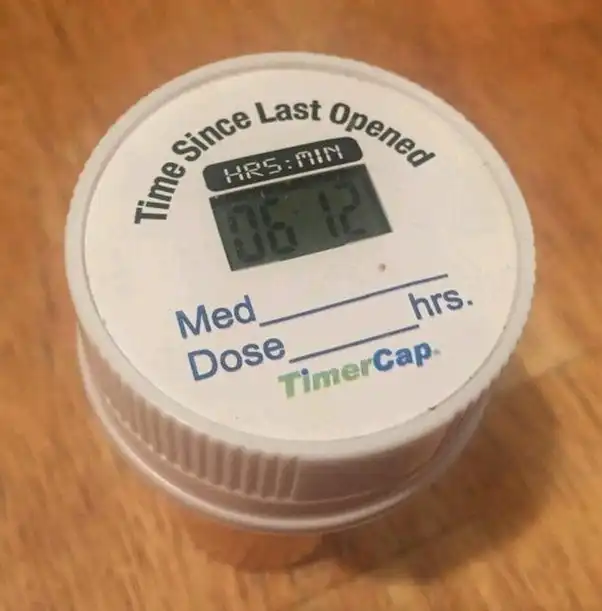 Time Since Last Opened
HRS:MIN
06 12
Med hrs.
Dose
TimerCap